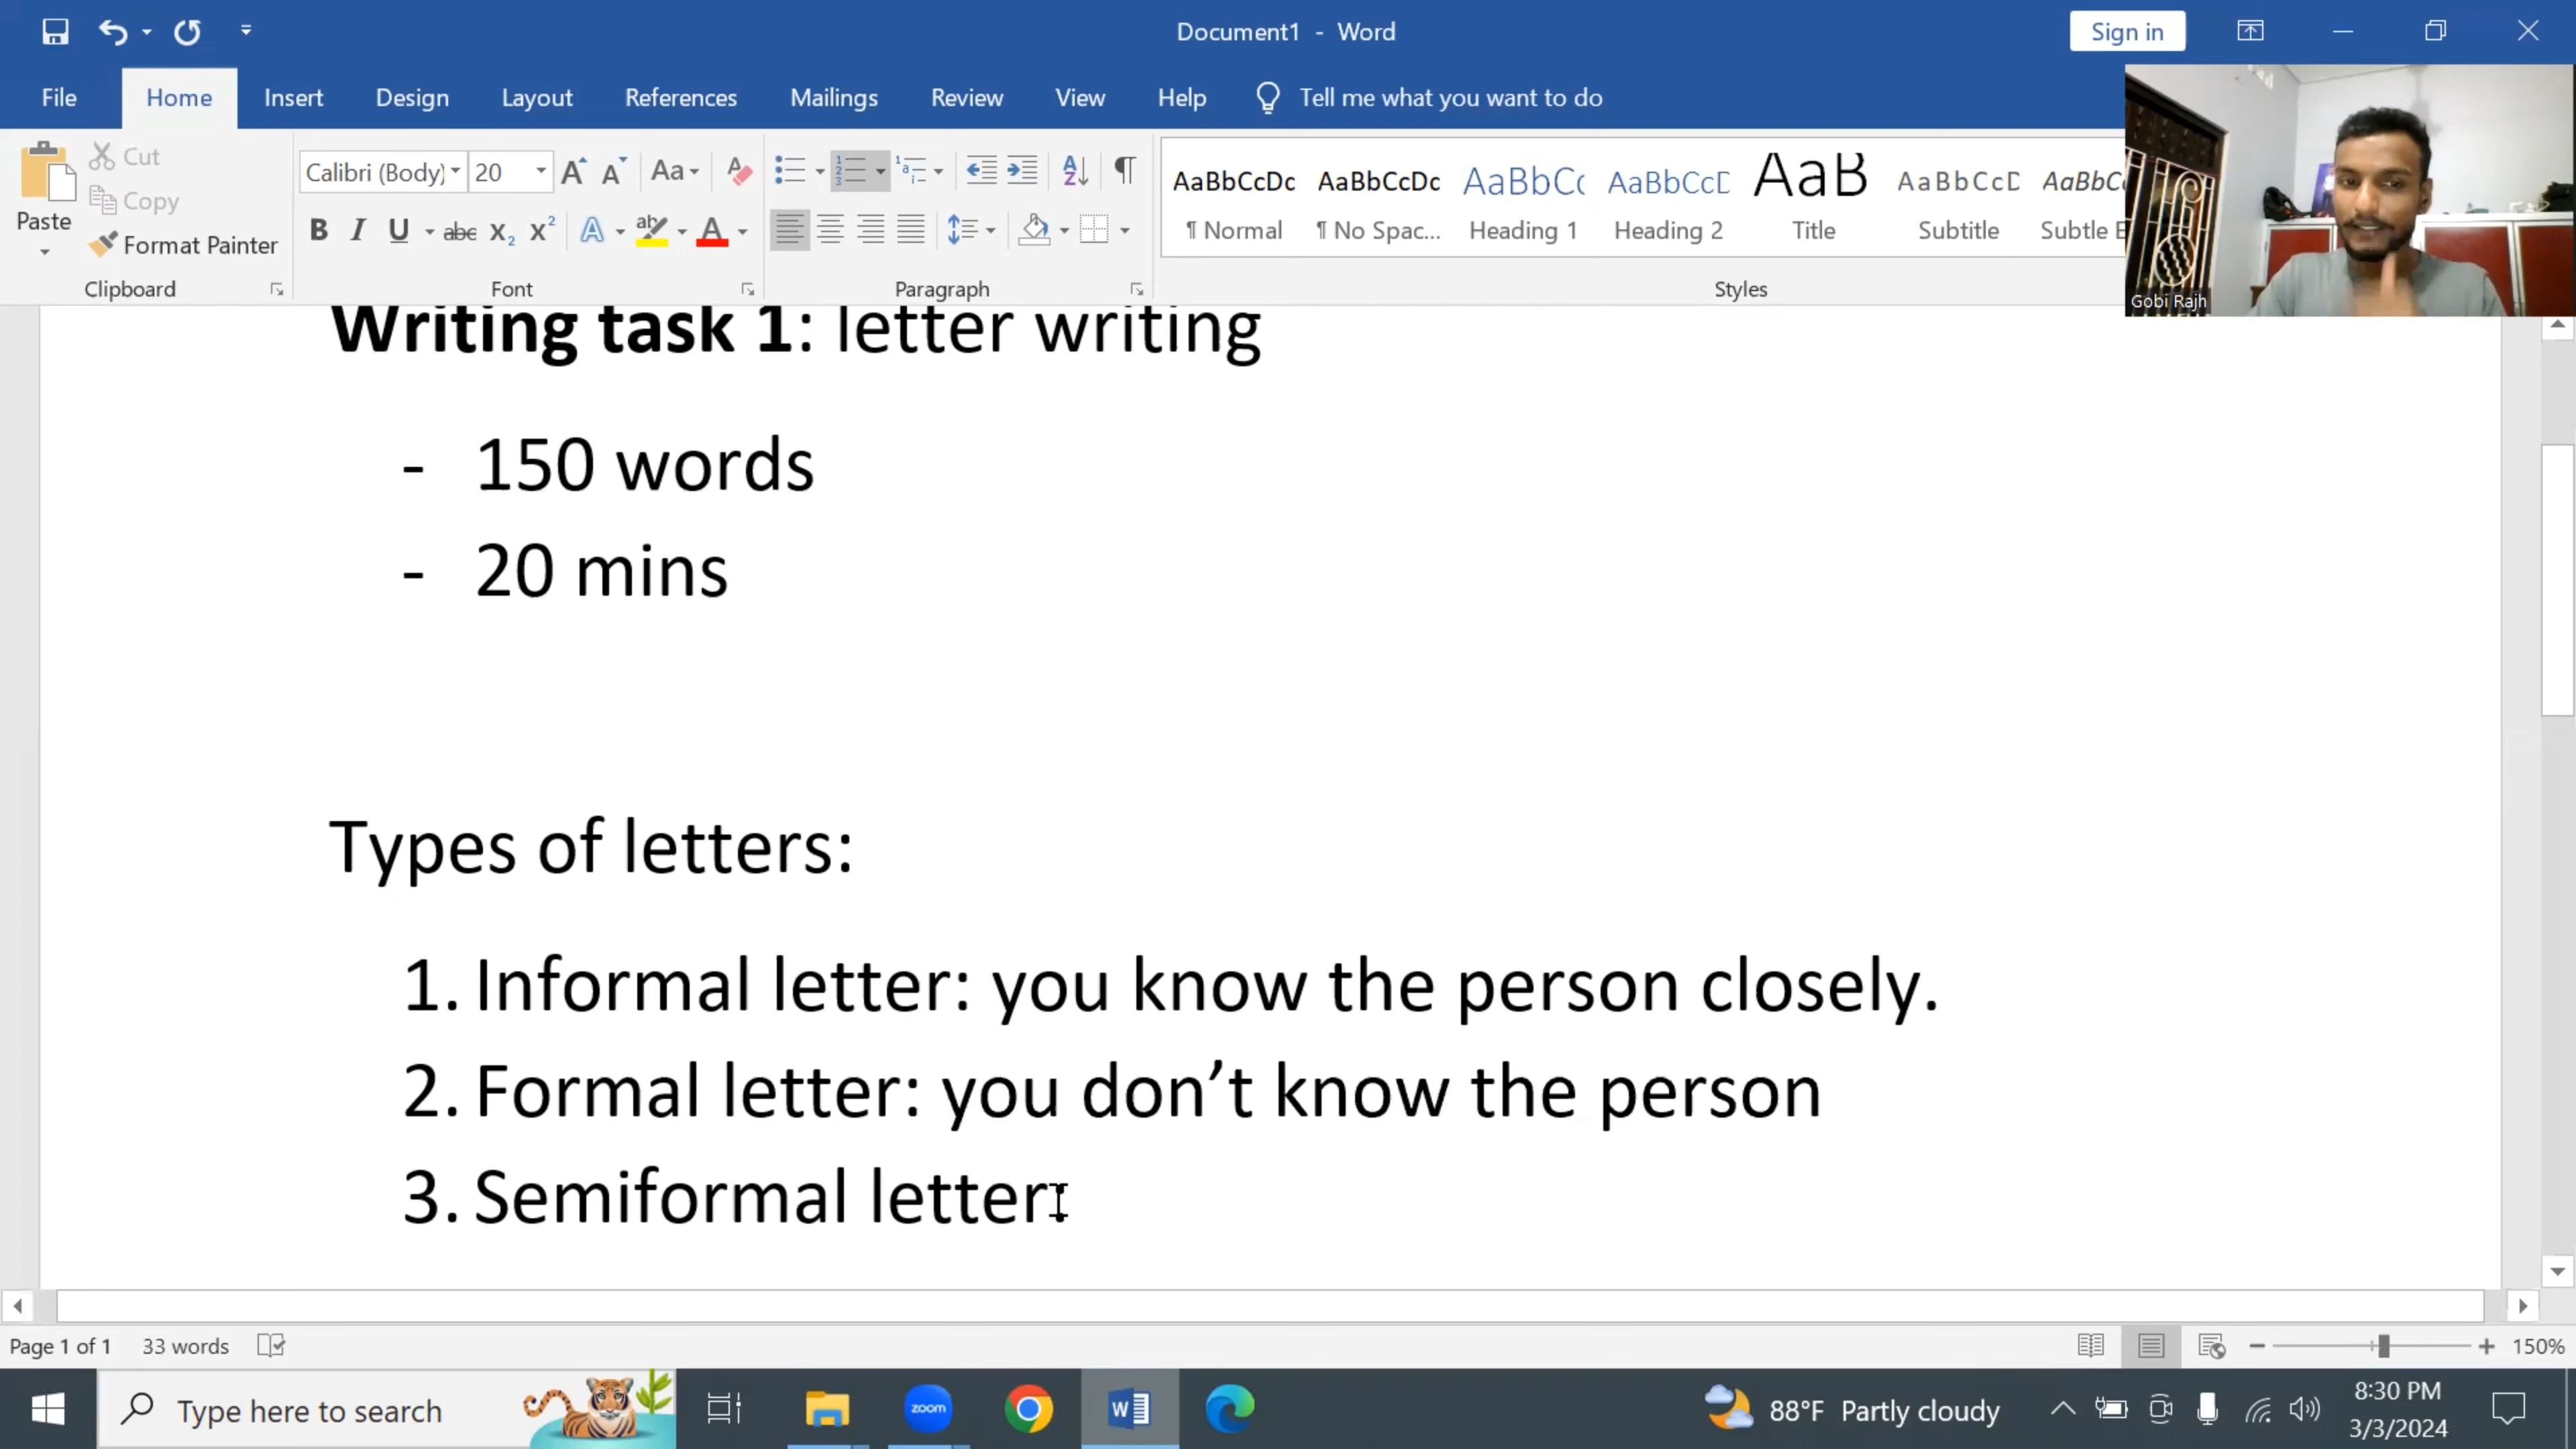 Document1 - Word
Sign in
File Home Insert Design Layout References Mailings Review View Help Tell me what you want to do
Paste
Cut
Copy
Format Painter
Clipboard
Calibri (Body) 20
Font
Paragraph
AaBbCcDc AaBbCcDc AaBbCc AaBbCcD AaB AaBbCcD AaBbC
¶ Normal ¶ No Spac... Heading 1 Heading 2 Title Subtitle Subtle E
Styles
Gobi Rajh
Writing task 1: letter writing
- 150 words
- 20 mins
Types of letters:
1. Informal letter: you know the person closely.
2. Formal letter: you don’t know the person
3. Semiformal letter
Page 1 of 1 33 words 150%
Type here to search
zoom
88°F Partly cloudy
8:30 PM
3/3/2024